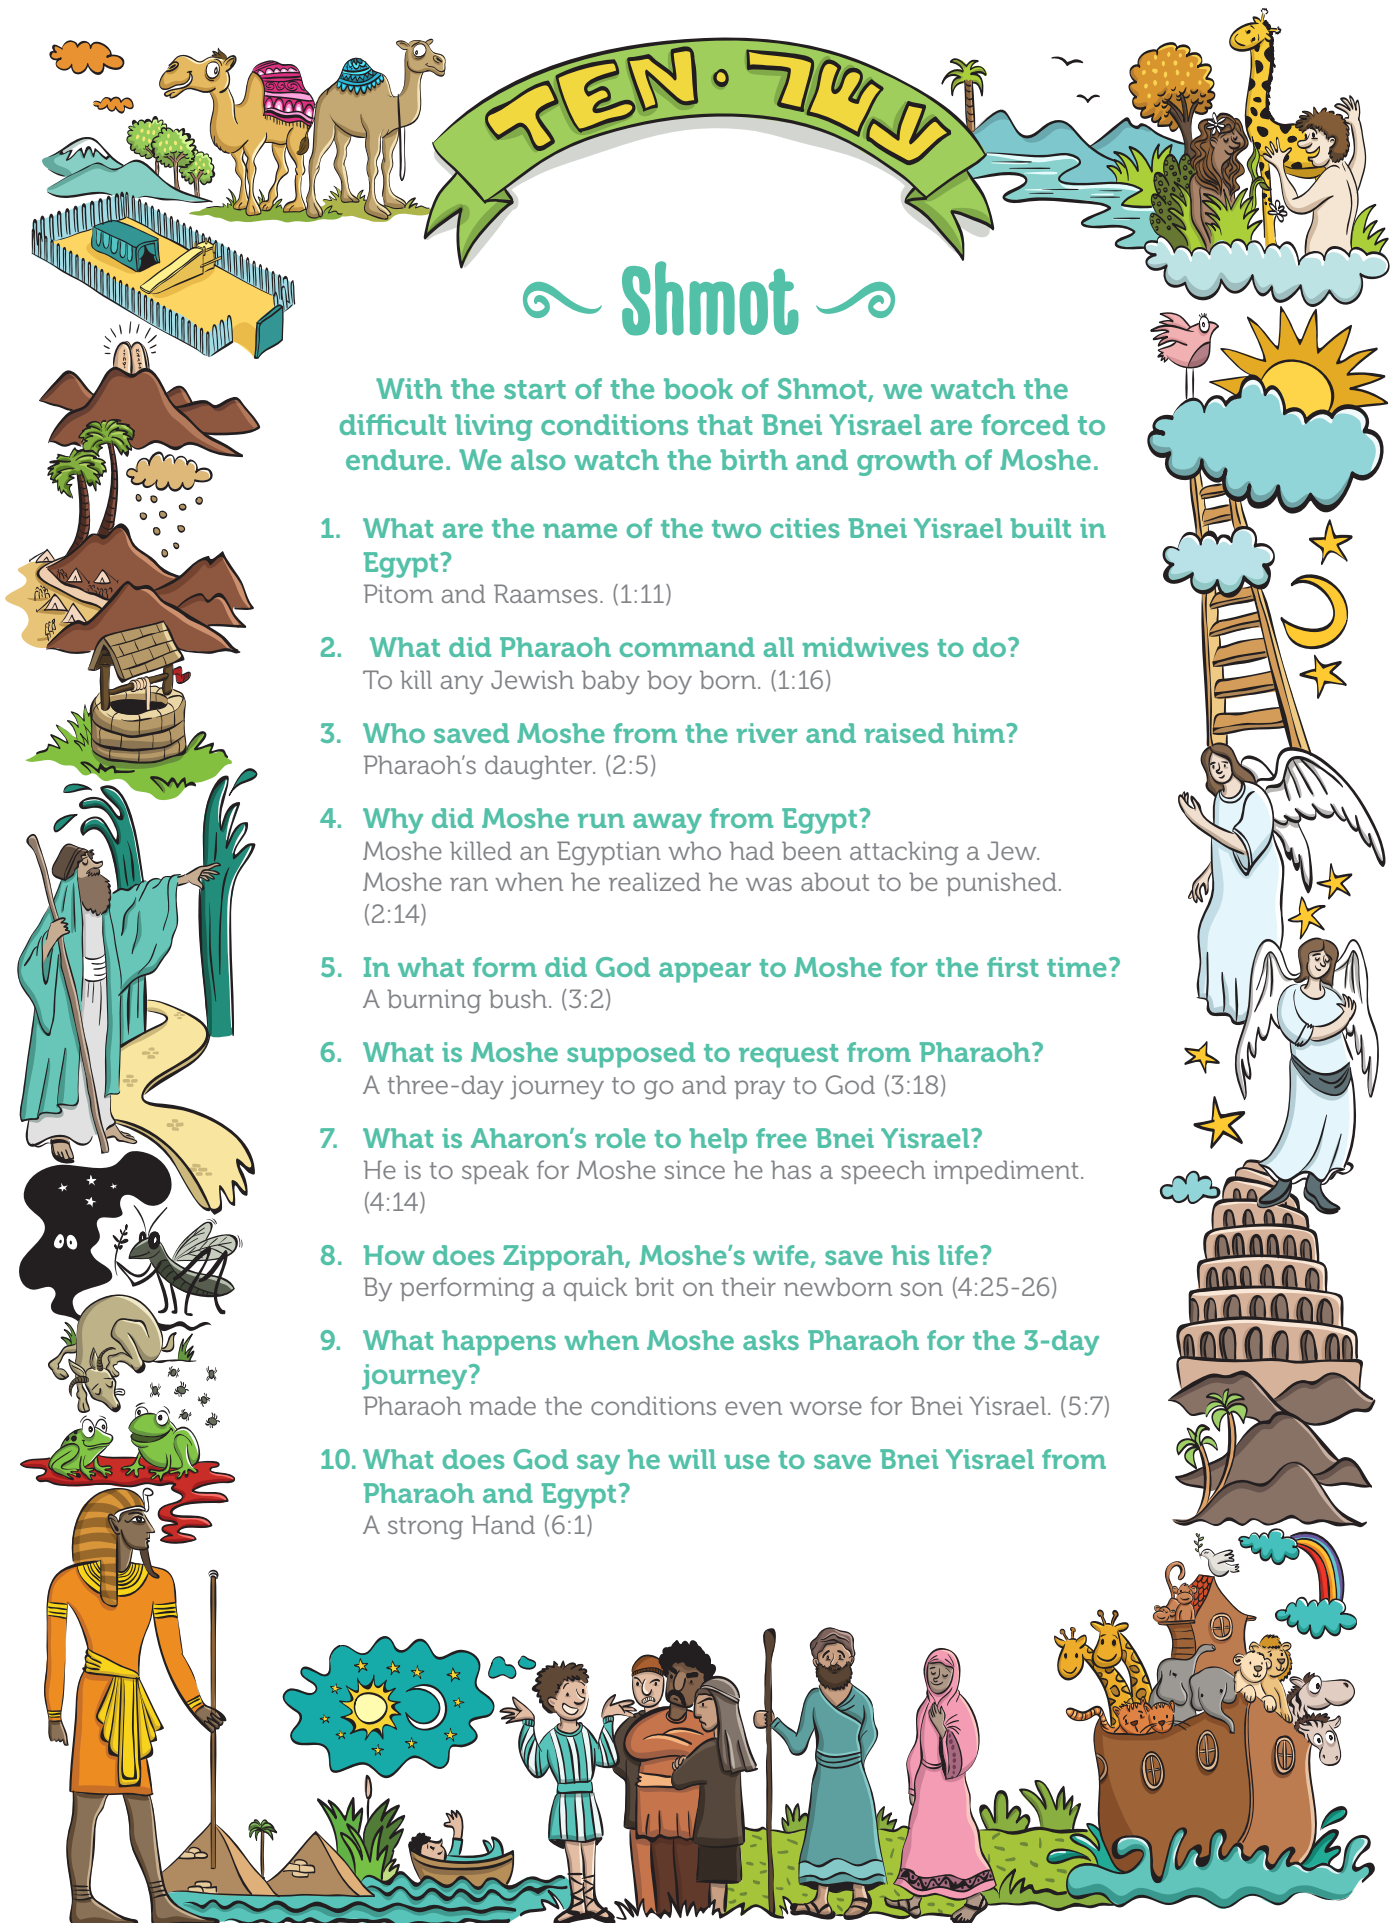 TEN · עשר
Shmot
With the start of the book of Shmot, we watch the
difficult living conditions that Bnei Yisrael are forced to
endure. We also watch the birth and growth of Moshe.
1. What are the name of the two cities Bnei Yisrael built in
Egypt?
Pitom and Raamses. (1:11)
2. What did Pharaoh command all midwives to do?
To kill any Jewish baby boy born. (1:16)
3. Who saved Moshe from the river and raised him?
Pharaoh's daughter. (2:5)
4. Why did Moshe run away from Egypt?
Moshe killed an Egyptian who had been attacking a Jew.
Moshe ran when he realized he was about to be punished.
(2:14)
5. In what form did God appear to Moshe for the first time?
A burning bush. (3:2)
6. What is Moshe supposed to request from Pharaoh?
A three-day journey to go and pray to God (3:18)
7. What is Aharon's role to help free Bnei Yisrael?
He is to speak for Moshe since he has a speech impediment.
(4:14)
8. How does Zipporah, Moshe's wife, save his life?
By performing a quick brit on their newborn son (4:25-26)
9. What happens when Moshe asks Pharaoh for the 3-day
journey?
Pharaoh made the conditions even worse for Bnei Yisrael. (5:7)
10. What does God say he will use to save Bnei Yisrael from
Pharaoh and Egypt?
A strong Hand (6:1)